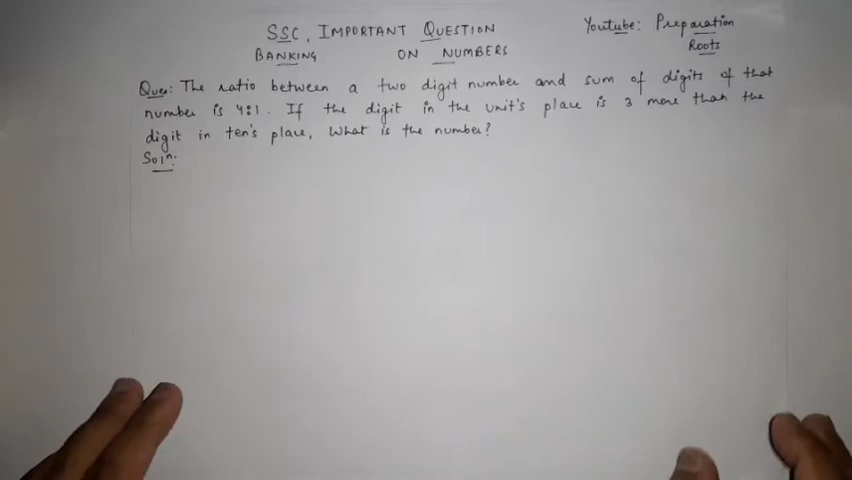 SSC, IMPORTANT QUESTION
BANKING ON NUMBERS
Youtube: Preparation
Roots
Ques: The ratio between a two digit number and sum of digits of that
number is 4:1. If the digit in the unit's place is 3 more than the
digit in ten's place, What is the number?
Soln: